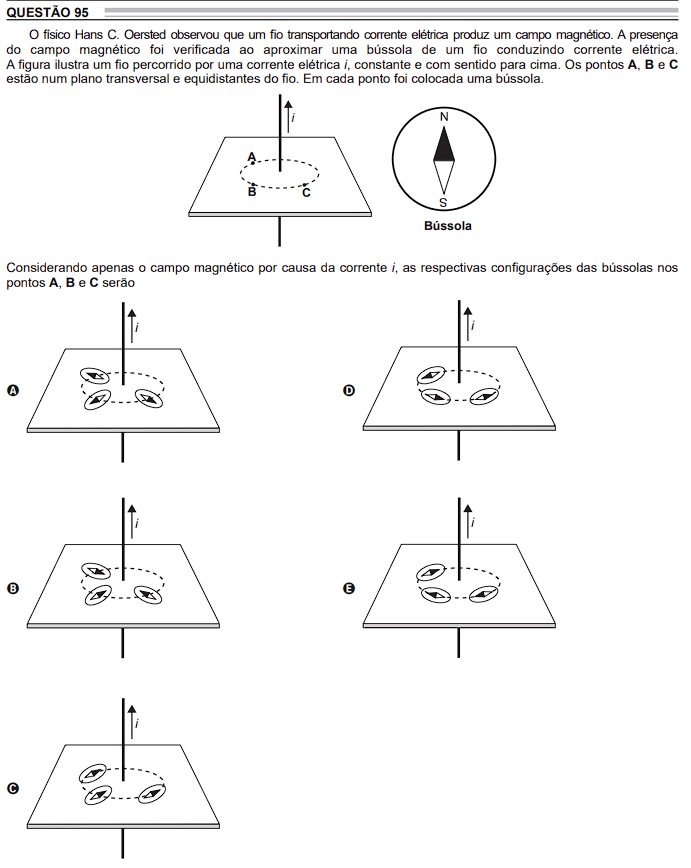 QUESTÃO 95
O físico Hans C. Oersted observou que um fio transportando corrente elétrica produz um campo magnético. A presença
do campo magnético foi verificada ao aproximar uma bússola de um fio conduzindo corrente elétrica.
A figura ilustra um fio percorrido por uma corrente elétrica i, constante e com sentido para cima. Os pontos A, B e C
estão num plano transversal e equidistantes do fio. Em cada ponto foi colocada uma bússola.
i
A
B
C
N
S
Bússola
Considerando apenas o campo magnético por causa da corrente i, as respectivas configurações das bússolas nos
pontos A, B e C serão
A
i
D
i
B
i
E
i
C
i